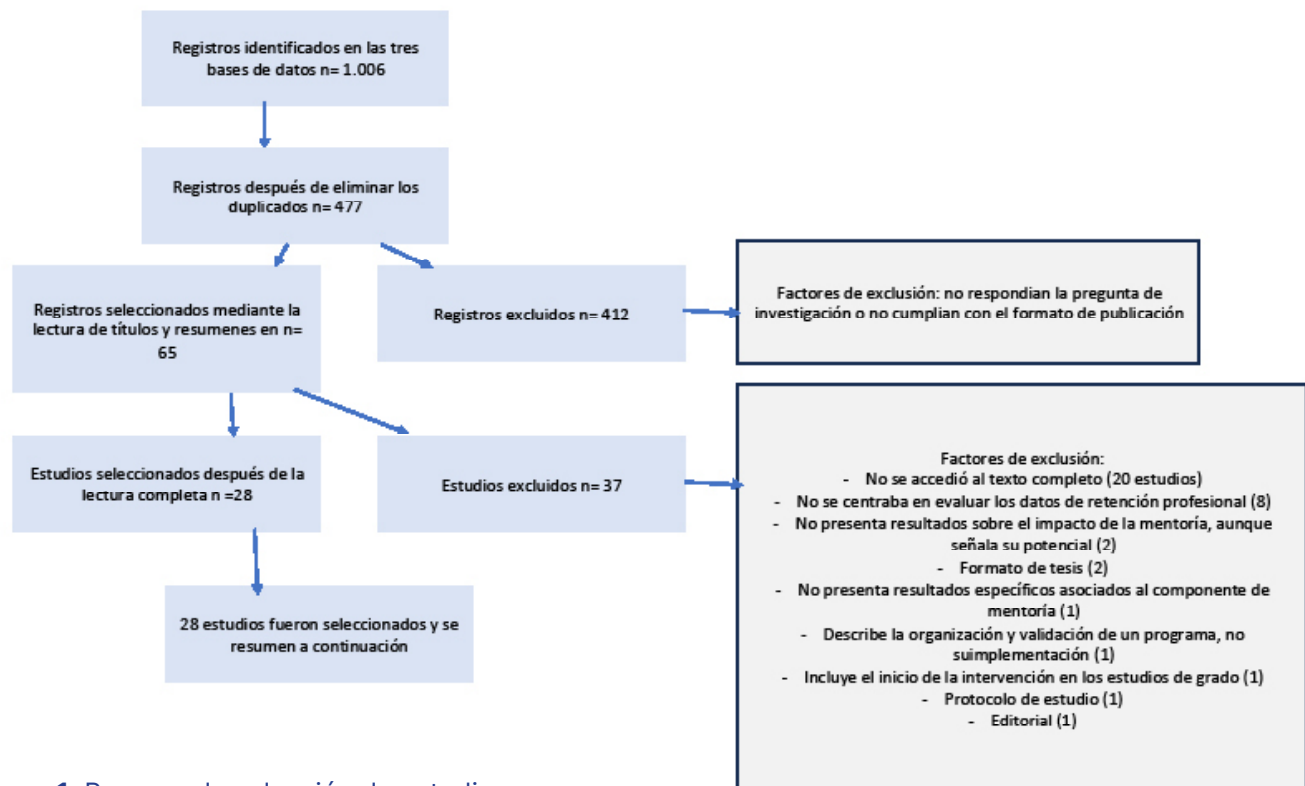 Registros identificados en las tres
bases de datos n= 1.006
Registros después de eliminar los
duplicados n= 477
Registros seleccionados mediante la
lectura de títulos y resumenes en n=
65
Registros excluidos n= 412
Factores de exclusión: no respondian la pregunta de
investigación o no cumplian con el formato de publicación
Estudios seleccionados después de la
lectura completa n =28
Estudios excluidos n= 37
Factores de exclusión:
- No se accedió al texto completo (20 estudios)
- No se centraba en evaluar los datos de retención profesional (8)
- No presenta resultados sobre el impacto de la mentoría, aunque
señala su potencial (2)
- Formato de tesis (2)
- No presenta resultados específicos asociados al componente de
mentoría (1)
- Describe la organización y validación de un programa, no
suimplementación (1)
- Incluye el inicio de la intervención en los estudios de grado (1)
- Protocolo de estudio (1)
- Editorial (1)
28 estudios fueron seleccionados y se
resumen a continuación